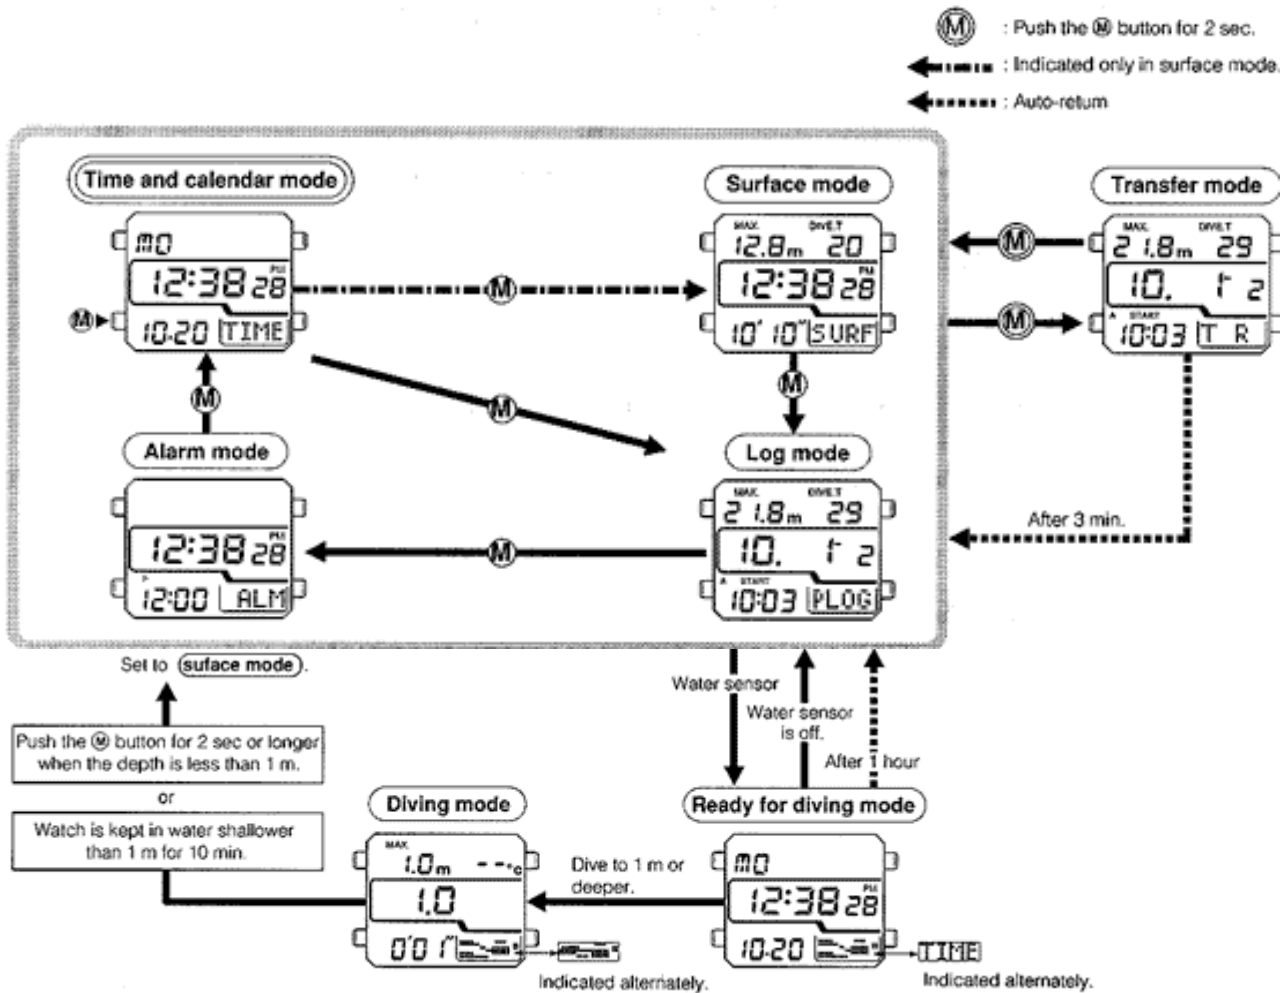 Ⓜ : Push the Ⓜ button for 2 sec.
: Indicated only in surface mode.
: Auto-return
Time and calendar mode
MO
12:38 28 PM
10-20 TIME
Ⓜ
Surface mode
MAX. DIVE.T
12.8m 20
12:38 28 PM
10'10" SURF
Transfer mode
MAX. DIVE.T
21.8m 29
10. 1r 2
A START
10:03 T R
M
M
M
M
M
M
Alarm mode
12:38 28 PM
12:00 ALM
M
Log mode
MAX. DIVE.T
21.8m 29
10. 1r 2
A START
10:03 PLOG
After 3 min.
Set to suface mode.
Push the Ⓜ button for 2 sec or longer
when the depth is less than 1 m.
or
Watch is kept in water shallower
than 1 m for 10 min.
Water sensor
Water sensor
is off.
After 1 hour
Diving mode
MAX.
1.0m --°C
1.0
0'01"
Indicated alternately.
Dive to 1 m or
deeper.
Ready for diving mode
MO
12:38 28 PM
10-20
TIME
Indicated alternately.